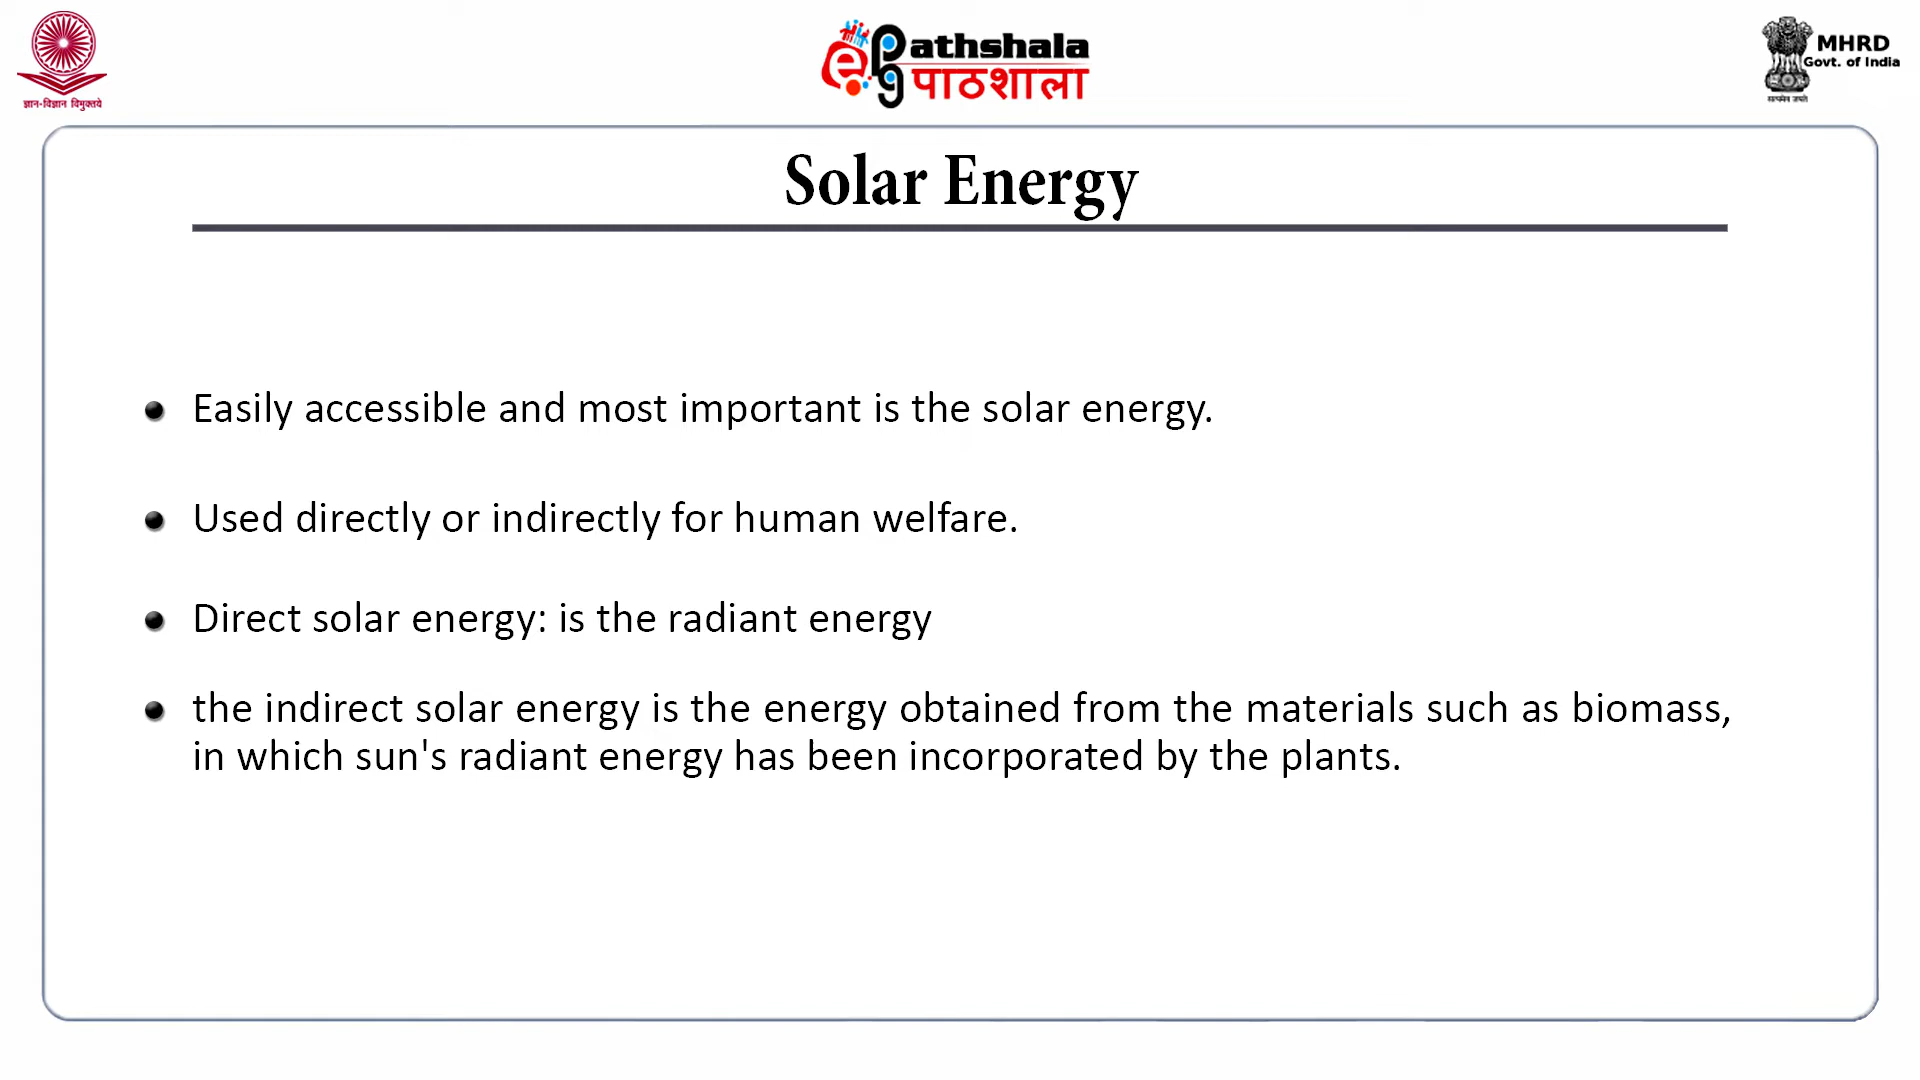 ज्ञान-विज्ञान विमुक्तये
Pathshala
पाठशाला
MHRD
Govt. of India
सत्यमेव जयते
Solar Energy
Easily accessible and most important is the solar energy.
Used directly or indirectly for human welfare.
Direct solar energy: is the radiant energy
the indirect solar energy is the energy obtained from the materials such as biomass,
in which sun's radiant energy has been incorporated by the plants.